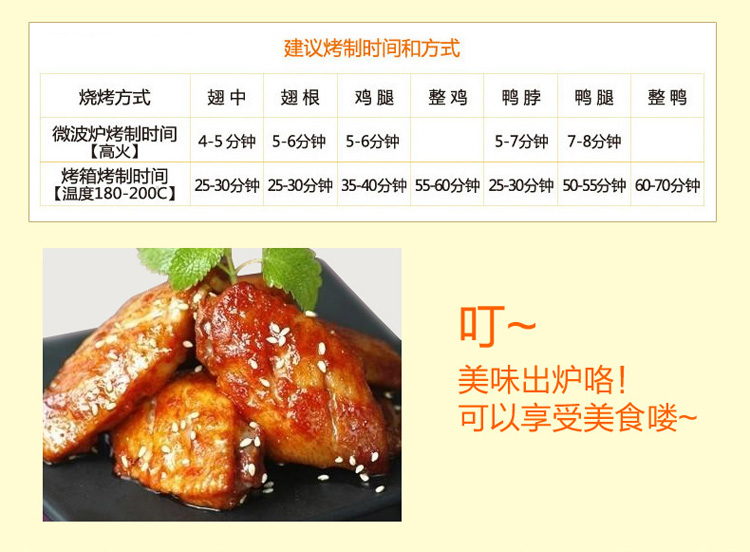 建议烤制时间和方式
烧烤方式 翅中 翅根 鸡腿 整鸡 鸭脖 鸭腿 整鸭
微波炉烤制时间
【高火】 4-5分钟 5-6分钟 5-6分钟 5-7分钟 7-8分钟
烤箱烤制时间
【温度180-200C】 25-30分钟 25-30分钟 35-40分钟 55-60分钟 25-30分钟 50-55分钟 60-70分钟
叮~
美味出炉咯！
可以享受美食喽~